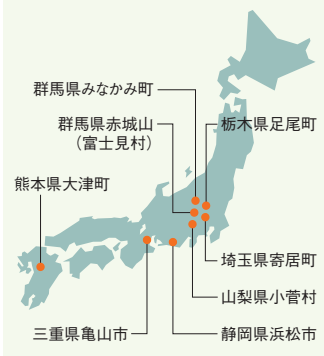 群馬県みなかみ町
群馬県赤城山
（富士見村）
栃木県足尾町
熊本県大津町
埼玉県寄居町
山梨県小菅村
三重県亀山市
静岡県浜松市